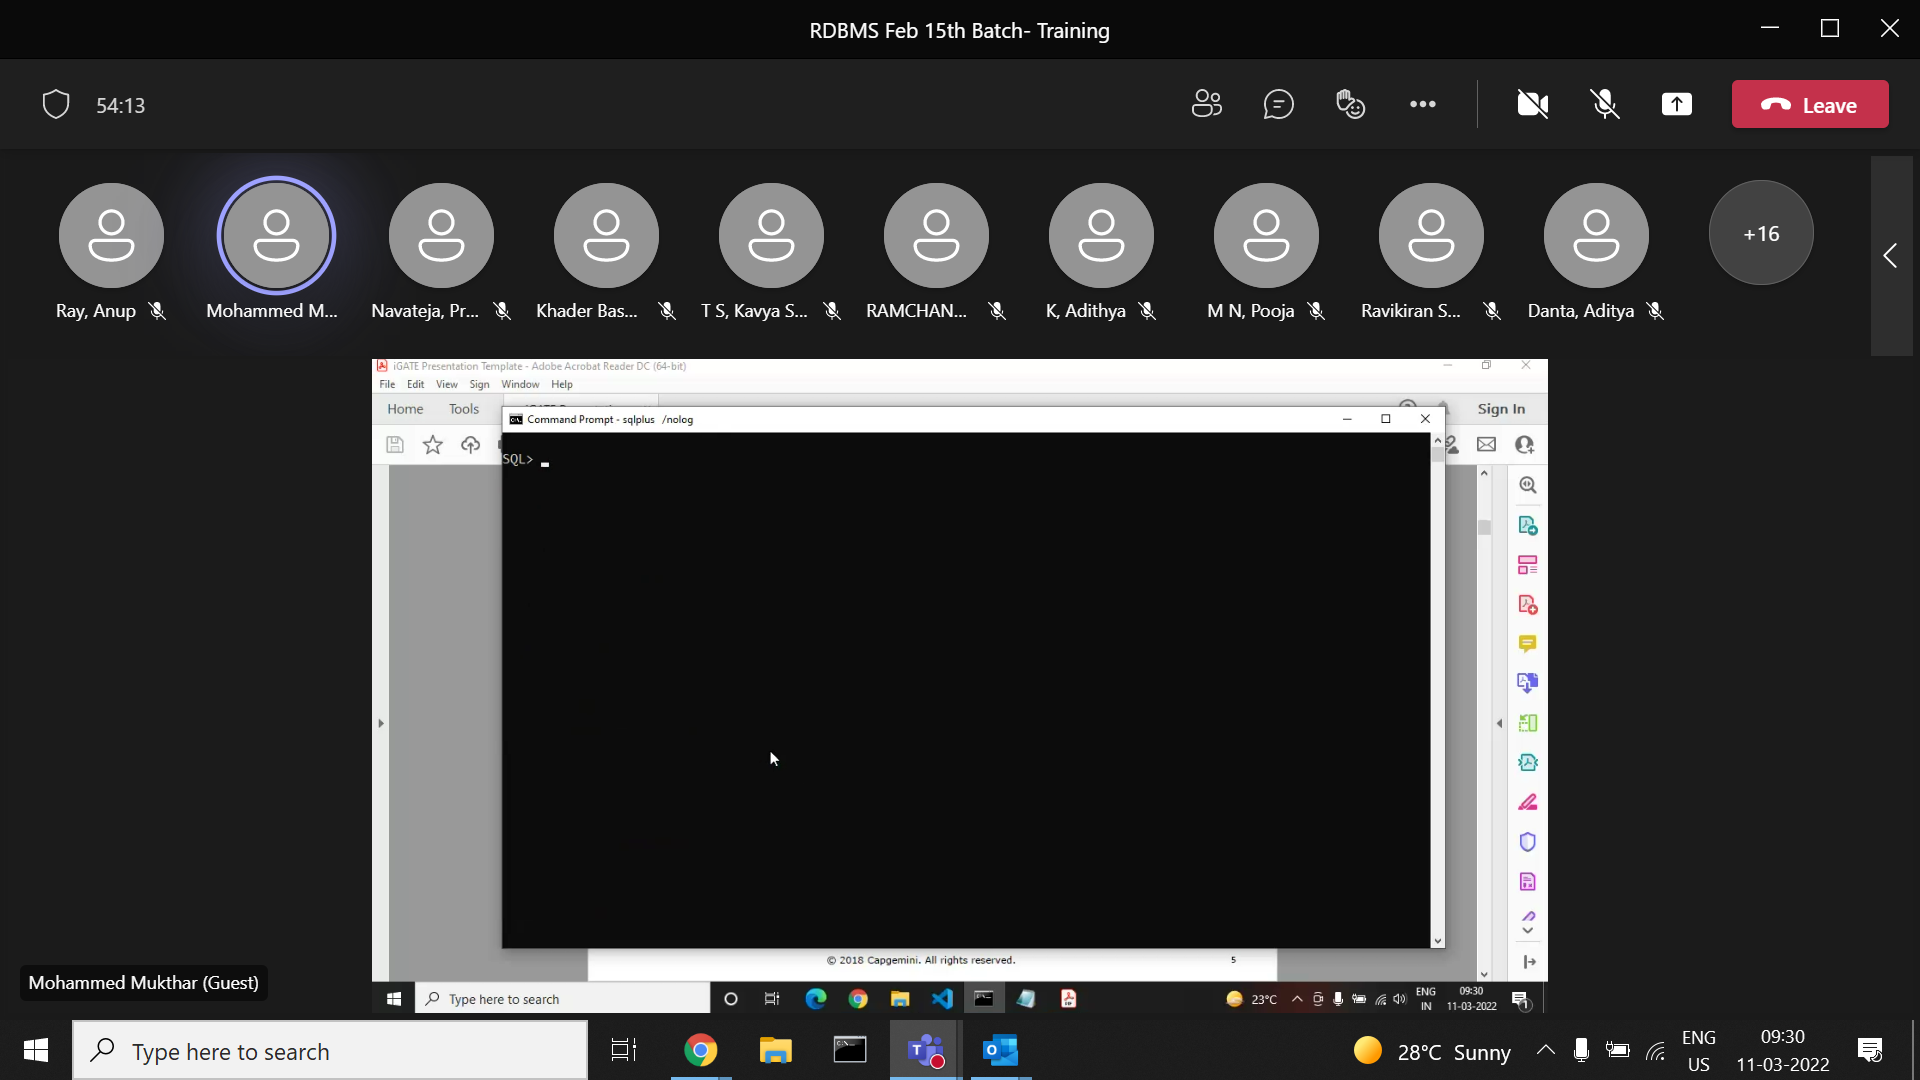 RDBMS Feb 15th Batch- Training
54:13
Leave
Ray, Anup
Mohammed M...
Navateja, Pr...
Khader Bas...
T S, Kavya S...
RAMCHAN...
K, Adithya
M N, Pooja
Ravikiran S...
Danta, Aditya
+16
iGATE Presentation Template - Adobe Acrobat Reader DC (64-bit)
File Edit View Sign Window Help
Home Tools
Sign In
Command Prompt - sqlplus /nolog
SQL>
© 2018 Capgemini. All rights reserved.
5
Mohammed Mukthar (Guest)
Type here to search
23°C
ENG
IN
09:30
11-03-2022
1
Type here to search
28°C Sunny
ENG
US
09:30
11-03-2022